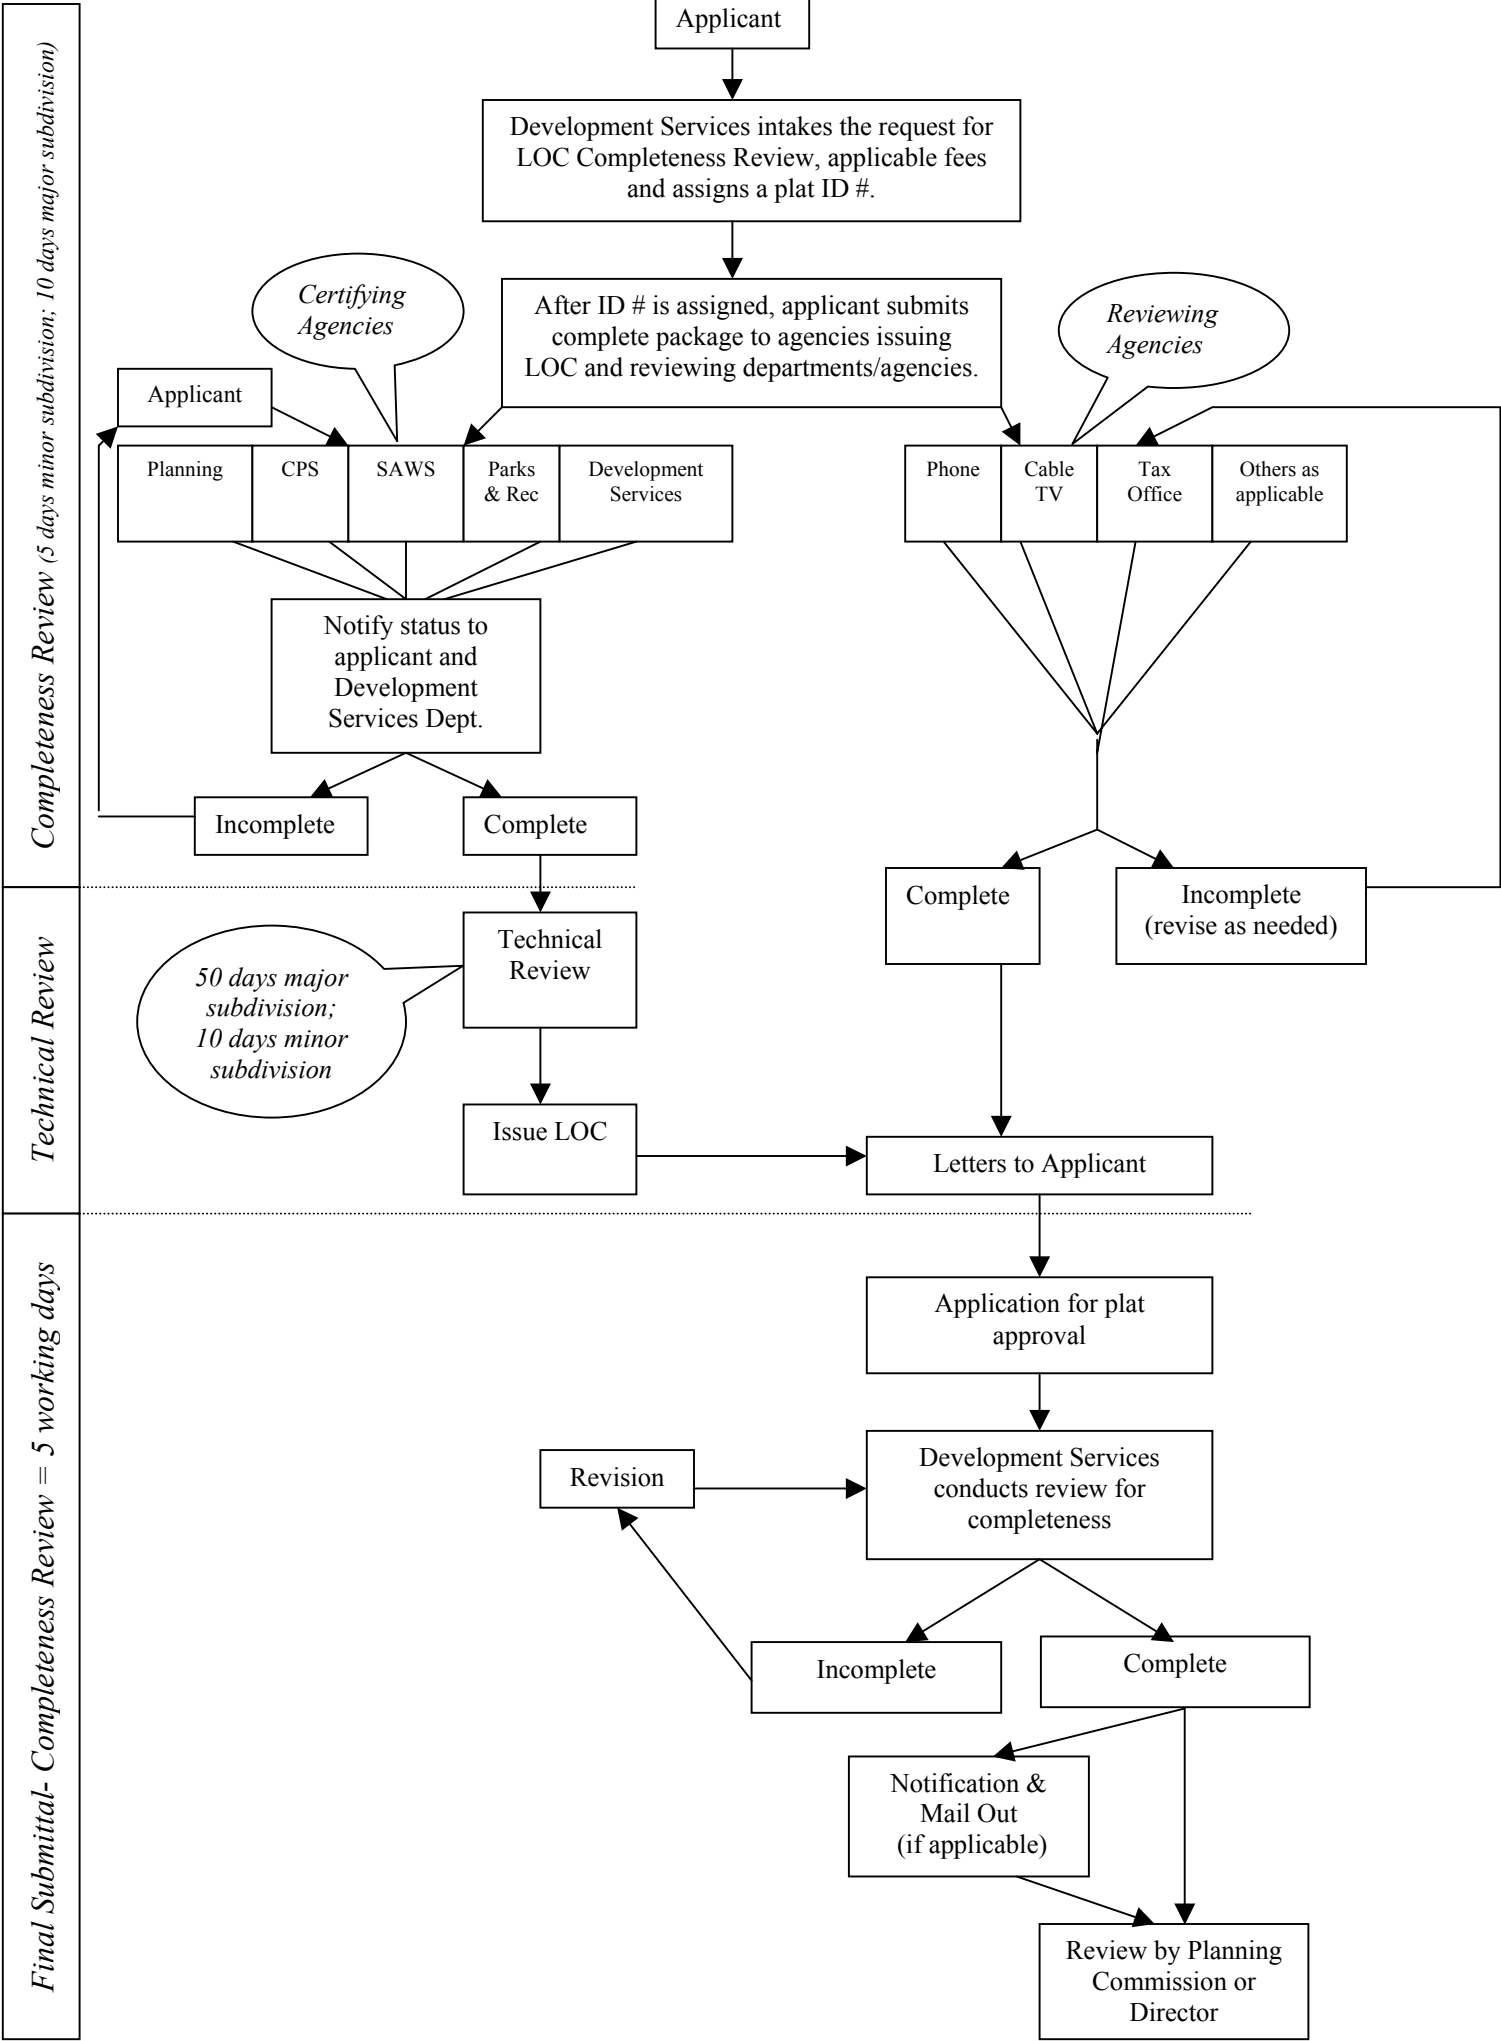 Applicant
Development Services intakes the request for
LOC Completeness Review, applicable fees
and assigns a plat ID #.
After ID # is assigned, applicant submits
complete package to agencies issuing
LOC and reviewing departments/agencies.
Certifying
Agencies
Reviewing
Agencies
Applicant
Planning
CPS
SAWS
Parks
& Rec
Development
Services
Phone
Cable
TV
Tax
Office
Others as
applicable
Notify status to
applicant and
Development
Services Dept.
Incomplete
Complete
Complete
Incomplete
(revise as needed)
Completeness Review (5 days minor subdivision; 10 days major subdivision)
Technical
Review
50 days major
subdivision;
10 days minor
subdivision
Issue LOC
Letters to Applicant
Technical Review
Application for plat
approval
Development Services
conducts review for
completeness
Revision
Incomplete
Complete
Notification &
Mail Out
(if applicable)
Review by Planning
Commission or
Director
Final Submittal- Completeness Review = 5 working days